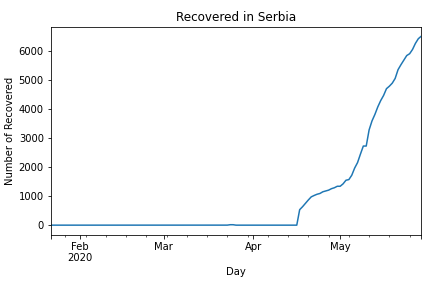 Recovered in Serbia
Number of Recovered
6000
5000
4000
3000
2000
1000
0
Feb
2020
Mar
Apr
May
Day